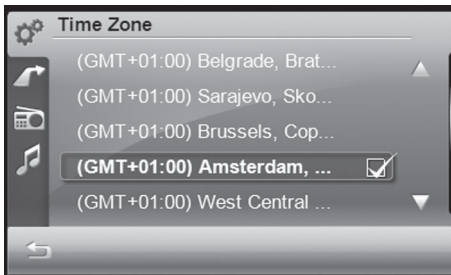 Time Zone
(GMT+01:00) Belgrade, Brat...
(GMT+01:00) Sarajevo, Sko...
(GMT+01:00) Brussels, Cop...
(GMT+01:00) Amsterdam, ...
(GMT+01:00) West Central ...